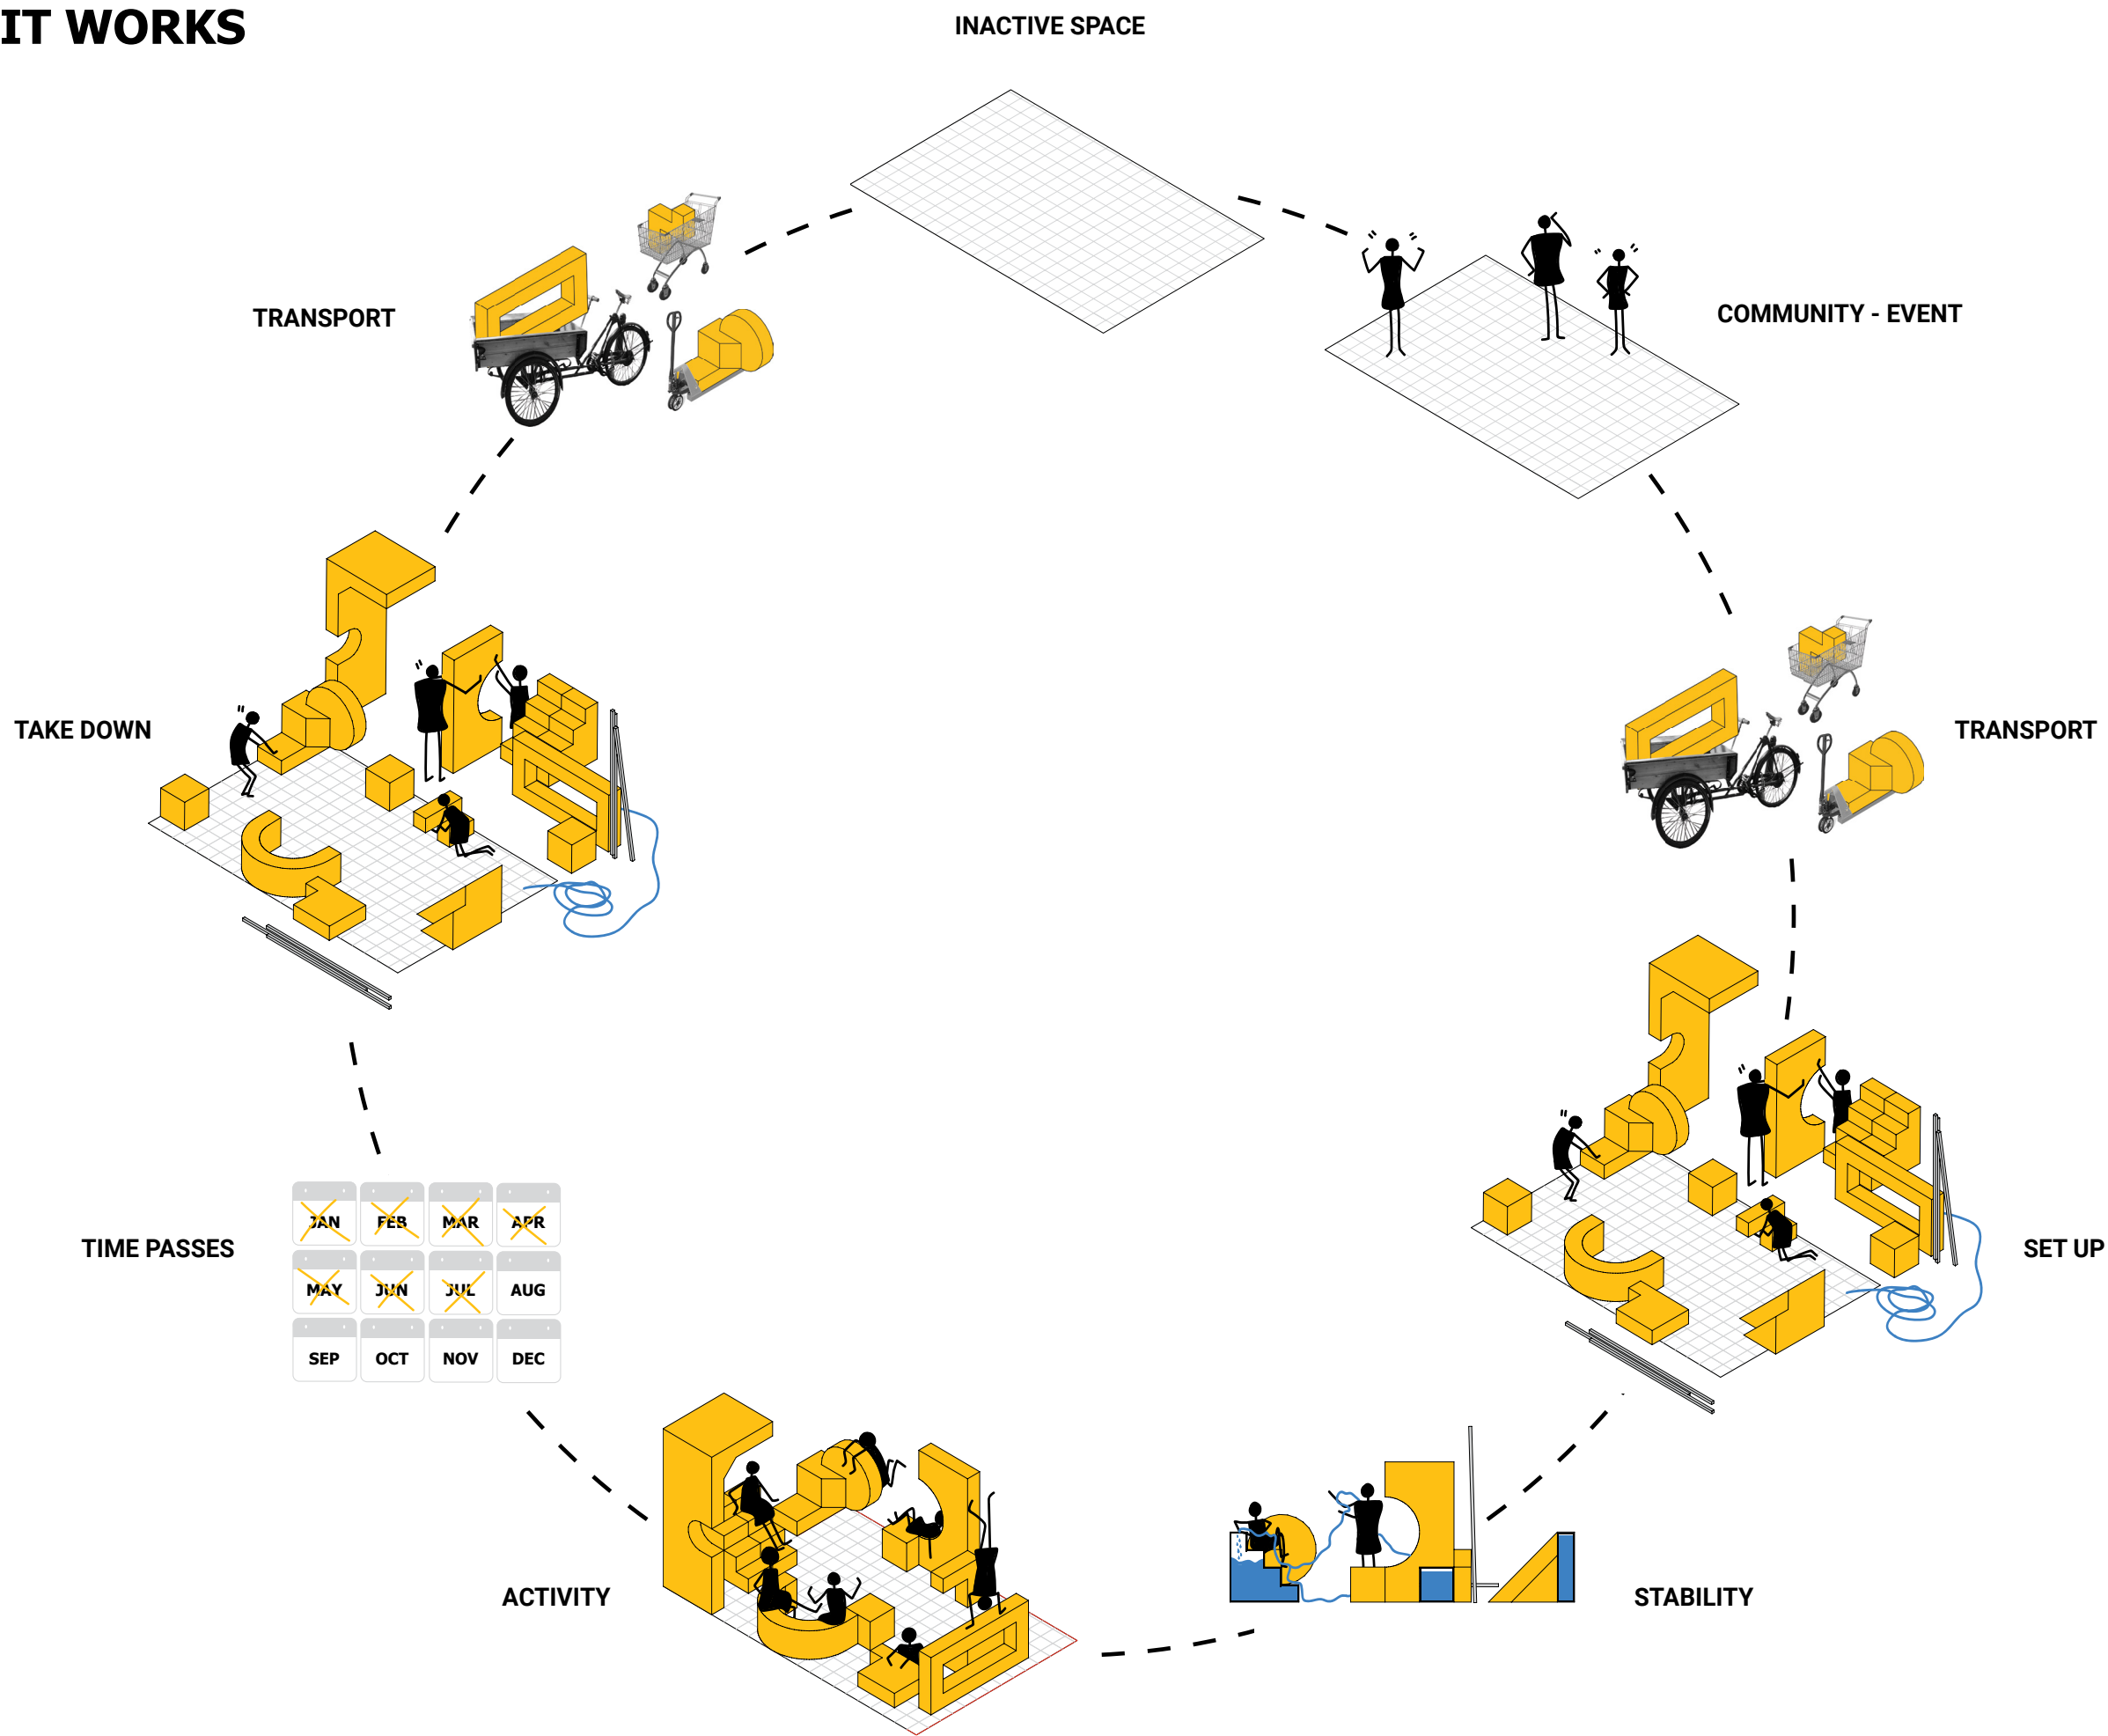 IT WORKS
INACTIVE SPACE
COMMUNITY - EVENT
TRANSPORT
TRANSPORT
TAKE DOWN
SET UP
TIME PASSES
JAN FEB MAR APR
MAY JUN JUL AUG
SEP OCT NOV DEC
ACTIVITY
STABILITY